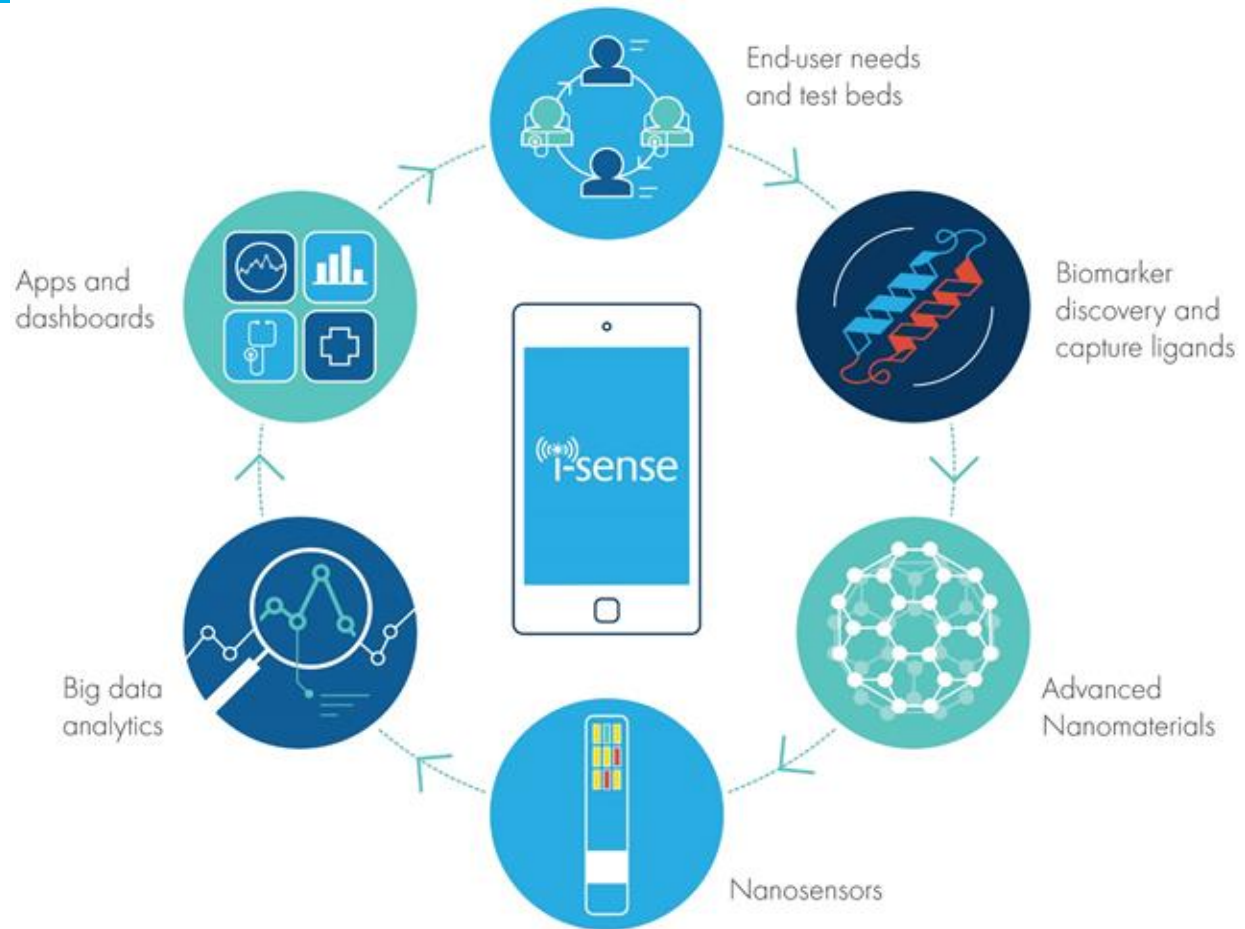 End-user needs
and test beds
Biomarker
discovery and
capture ligands
Advanced
Nanomaterials
Nanosensors
Big data
analytics
Apps and
dashboards
i-sense